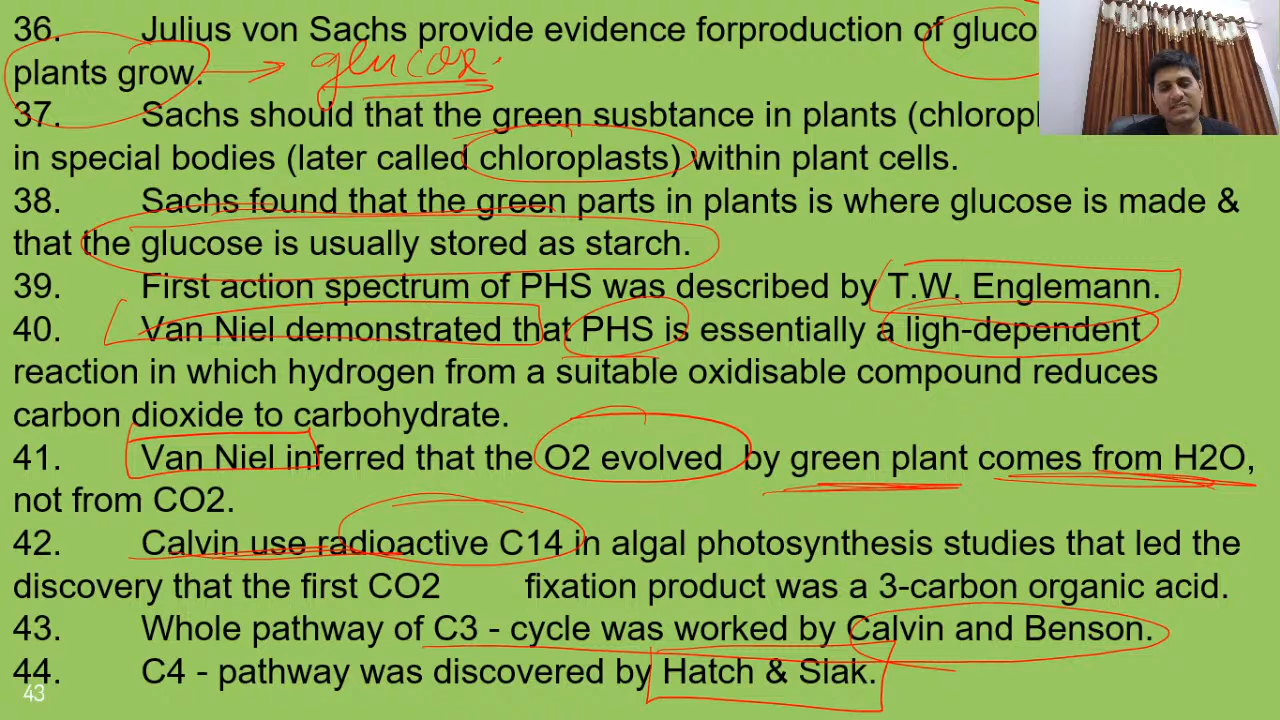 36. Julius von Sachs provide evidence forproduction of
plants grow. → glucose.
37. Sachs should that the green susbtance in plants
in special bodies (later called chloroplasts) within plant cells.
38. Sachs found that the green parts in plants is where glucose is made &
that the glucose is usually stored as starch.
39. First action spectrum of PHS was described by T.W. Englemann.
40. Van Niel demonstrated that PHS is essentially a ligh-dependent
reaction in which hydrogen from a suitable oxidisable compound reduces
carbon dioxide to carbohydrate.
41. Van Niel inferred that the O2 evolved by green plant comes from H2O,
not from CO2.
42. Calvin use radioactive C14 in algal photosynthesis studies that led the
discovery that the first CO2 fixation product was a 3-carbon organic acid.
43. Whole pathway of C3 - cycle was worked by Calvin and Benson.
44. C4 - pathway was discovered by Hatch & Slak.
43